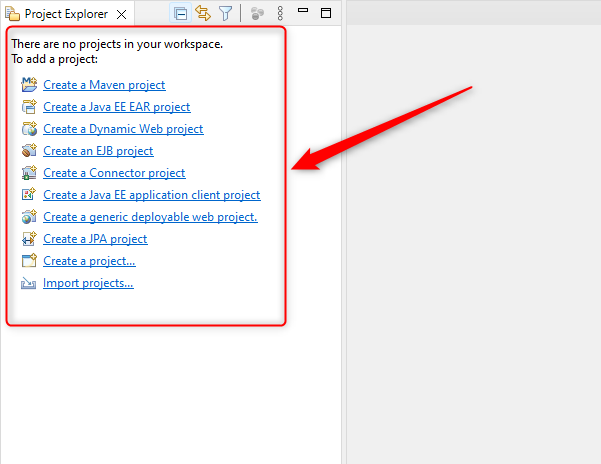 Project Explorer
There are no projects in your workspace.
To add a project:
Create a Maven project
Create a Java EE EAR project
Create a Dynamic Web project
Create an EJB project
Create a Connector project
Create a Java EE application client project
Create a generic deployable web project.
Create a JPA project
Create a project...
Import projects...